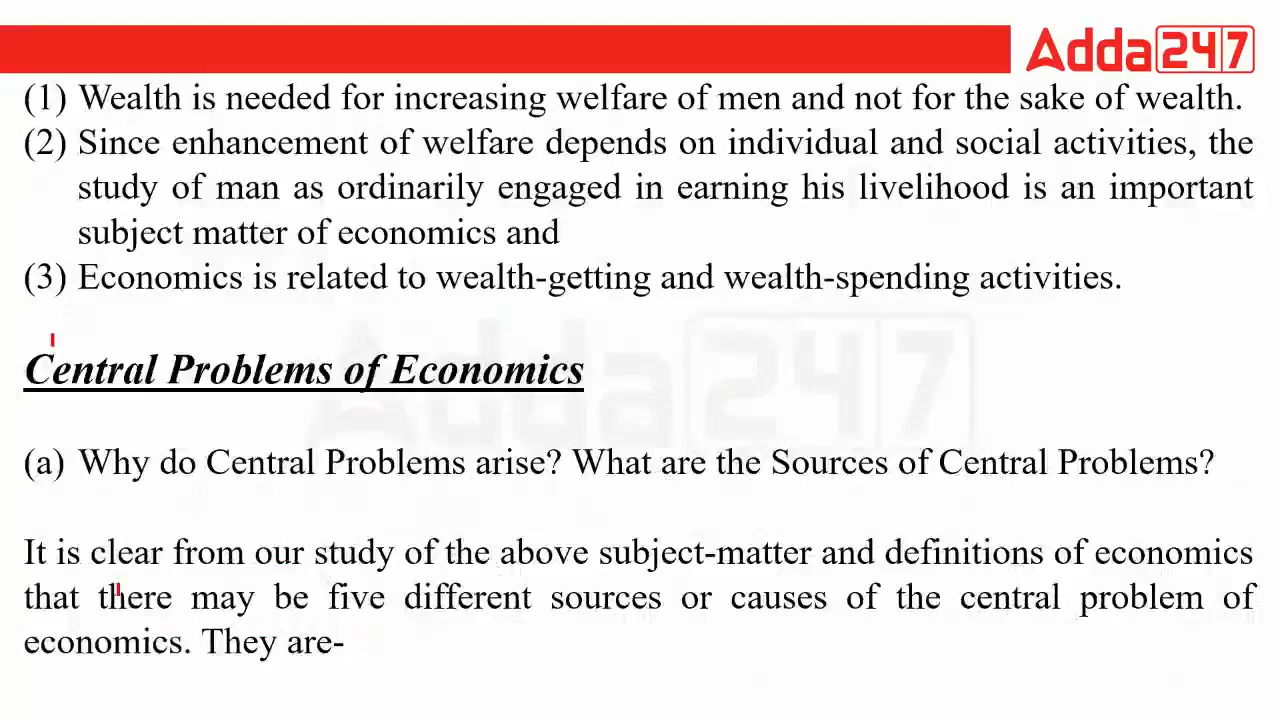 Adda247
(1) Wealth is needed for increasing welfare of men and not for the sake of wealth.
(2) Since enhancement of welfare depends on individual and social activities, the
study of man as ordinarily engaged in earning his livelihood is an important
subject matter of economics and
(3) Economics is related to wealth-getting and wealth-spending activities.
Central Problems of Economics
(a) Why do Central Problems arise? What are the Sources of Central Problems?
It is clear from our study of the above subject-matter and definitions of economics
that there may be five different sources or causes of the central problem of
economics. They are-
Adda247